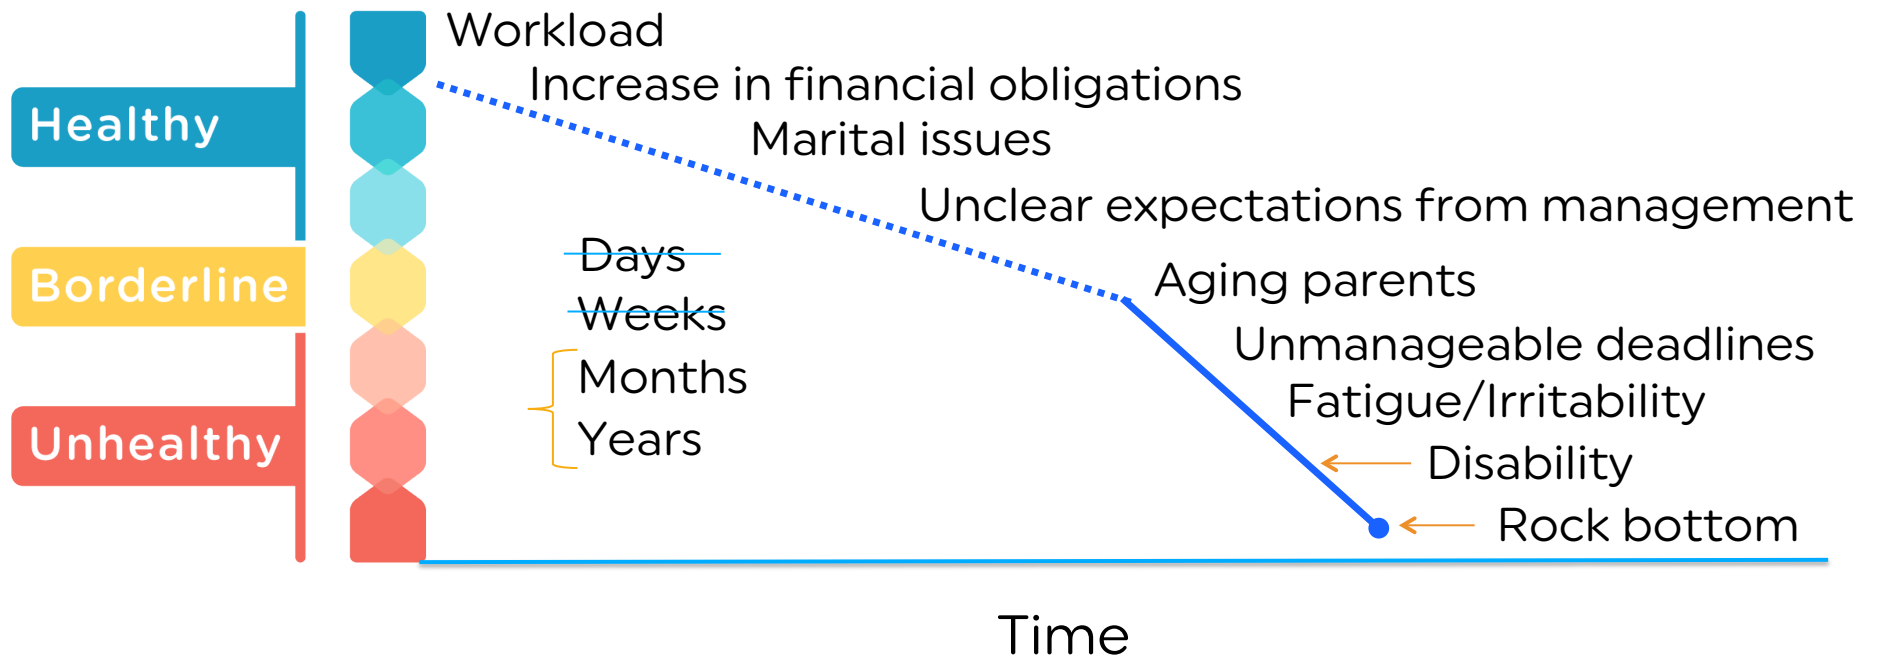 Workload
Increase in financial obligations
Healthy
Marital issues
Unclear expectations from management
Days
Borderline
Aging parents
Weeks
Unmanageable deadlines
Months
Fatigue/Irritability
Years
Unhealthy
Disability
Rock bottom
Time